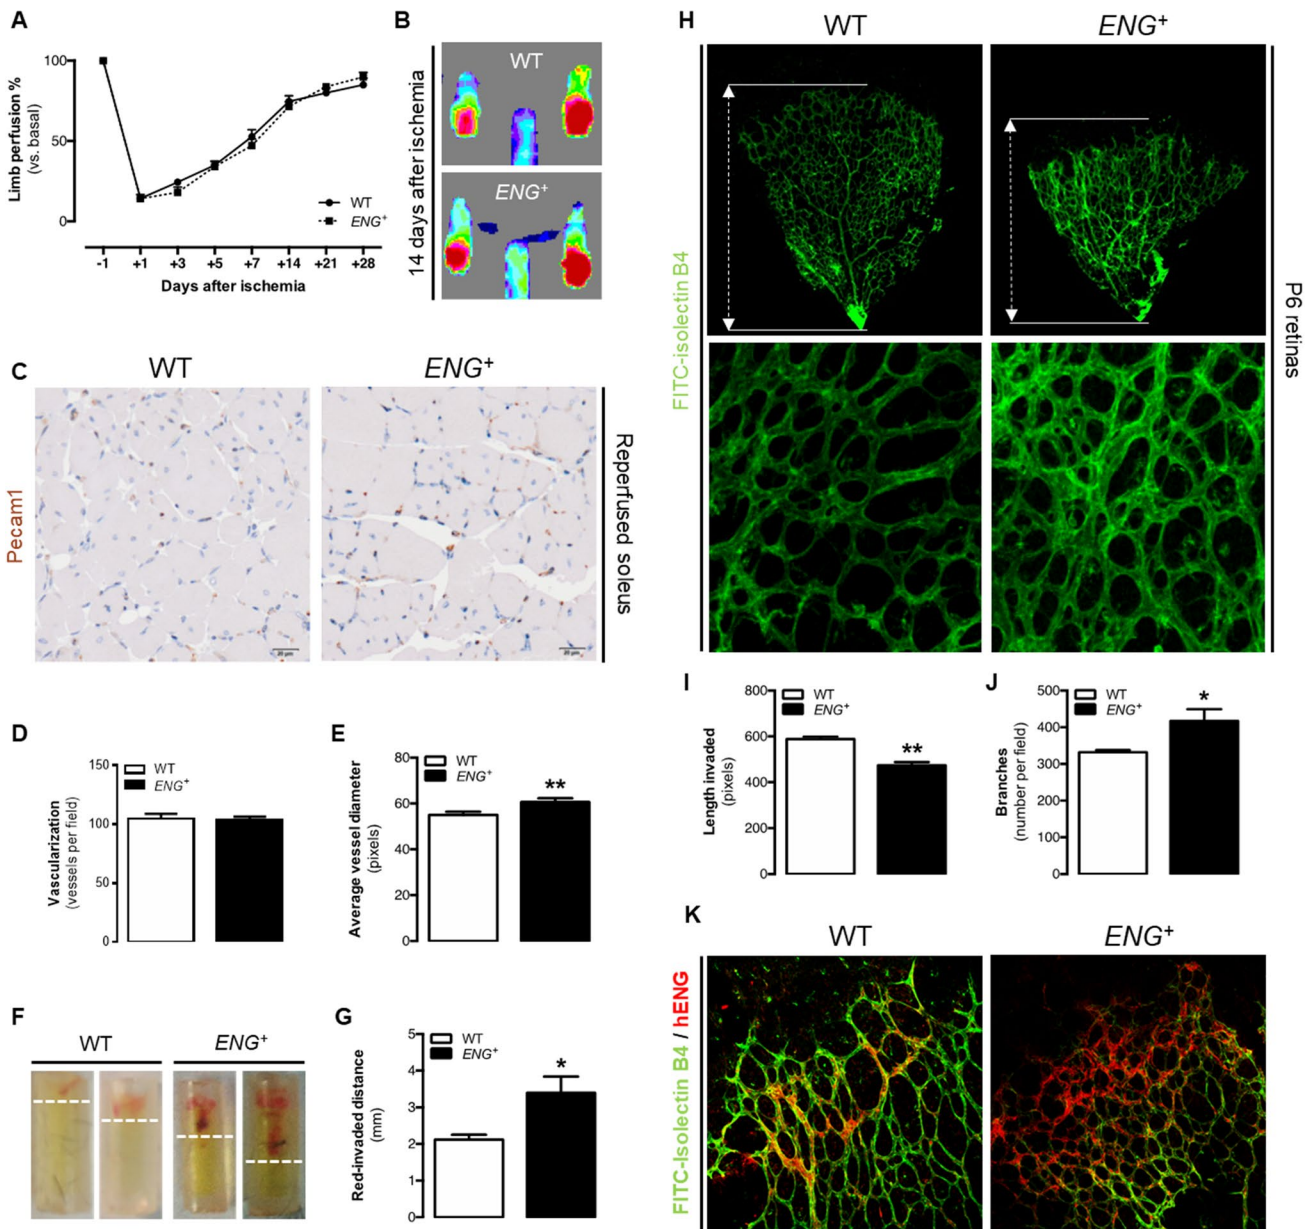 A
Limb perfusion %
(vs. basal)
100
50
0
WT
ENG⁺
-1 +1 +3 +5 +7 +14 +21 +28
Days after ischemia
B
14 days after ischemia
WT
ENG⁺
C
WT ENG⁺
Pecam1
20 μm
20 μm
Reperfused soleus
D
Vascularization
(vessels per field)
150
100
50
0
WT
ENG⁺
E
Average vessel diameter
(pixels)
80
60
40
20
0
WT
ENG⁺
**
F
WT ENG⁺
G
Red-invaded distance
(mm)
5
4
3
2
1
0
WT
ENG⁺
*
H
WT ENG⁺
FITC-isolectin B4
P6 retinas
I
Length invaded
(pixels)
800
600
400
200
0
WT
ENG⁺
**
J
Branches
(number per field)
500
400
300
200
100
0
WT
ENG⁺
*
K
WT ENG⁺
FITC-Isolectin B4 / hENG